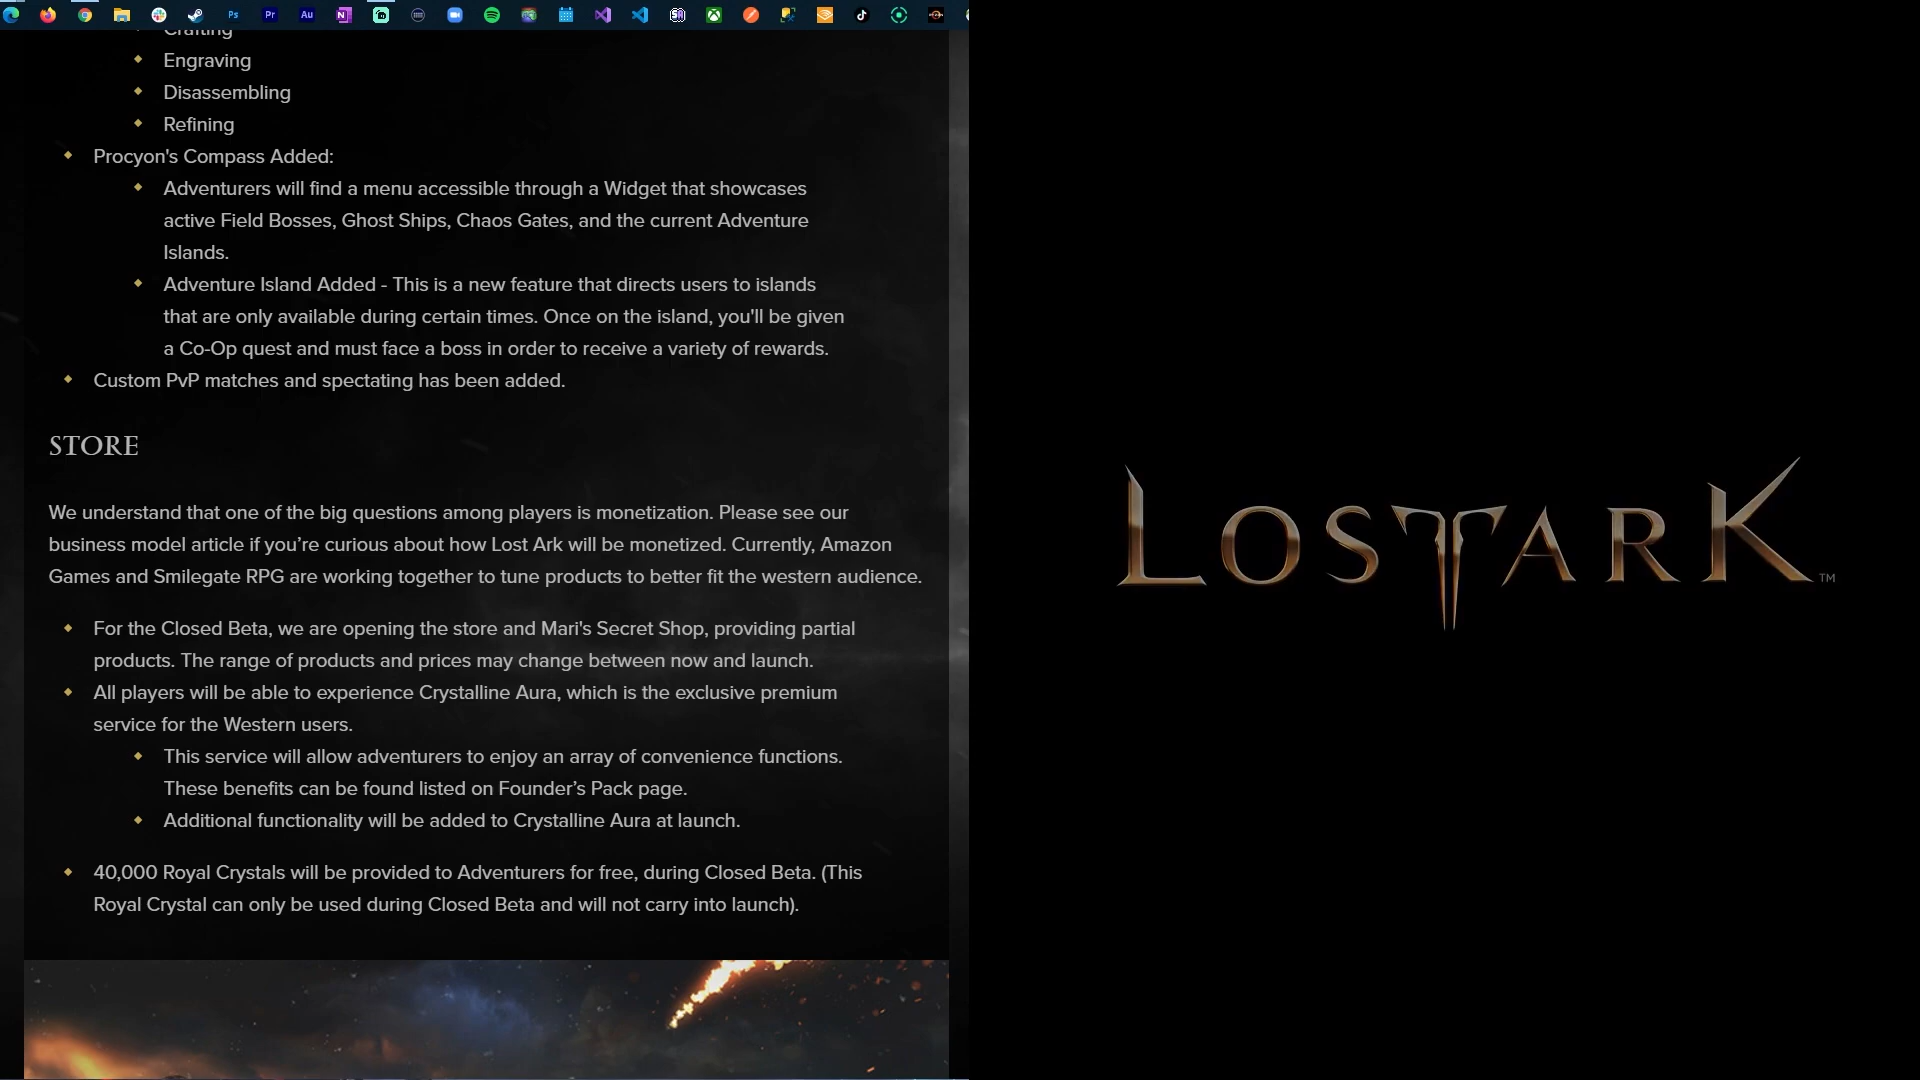 Crafting
Engraving
Disassembling
Refining
Procyon's Compass Added:
Adventurers will find a menu accessible through a Widget that showcases
active Field Bosses, Ghost Ships, Chaos Gates, and the current Adventure
Islands.
Adventure Island Added - This is a new feature that directs users to islands
that are only available during certain times. Once on the island, you'll be given
a Co-Op quest and must face a boss in order to receive a variety of rewards.
Custom PvP matches and spectating has been added.
STORE
We understand that one of the big questions among players is monetization. Please see our
business model article if you’re curious about how Lost Ark will be monetized. Currently, Amazon
Games and Smilegate RPG are working together to tune products to better fit the western audience.
For the Closed Beta, we are opening the store and Mari's Secret Shop, providing partial
products. The range of products and prices may change between now and launch.
All players will be able to experience Crystalline Aura, which is the exclusive premium
service for the Western users.
This service will allow adventurers to enjoy an array of convenience functions.
These benefits can be found listed on Founder’s Pack page.
Additional functionality will be added to Crystalline Aura at launch.
40,000 Royal Crystals will be provided to Adventurers for free, during Closed Beta. (This
Royal Crystal can only be used during Closed Beta and will not carry into launch).
LOST ARK™